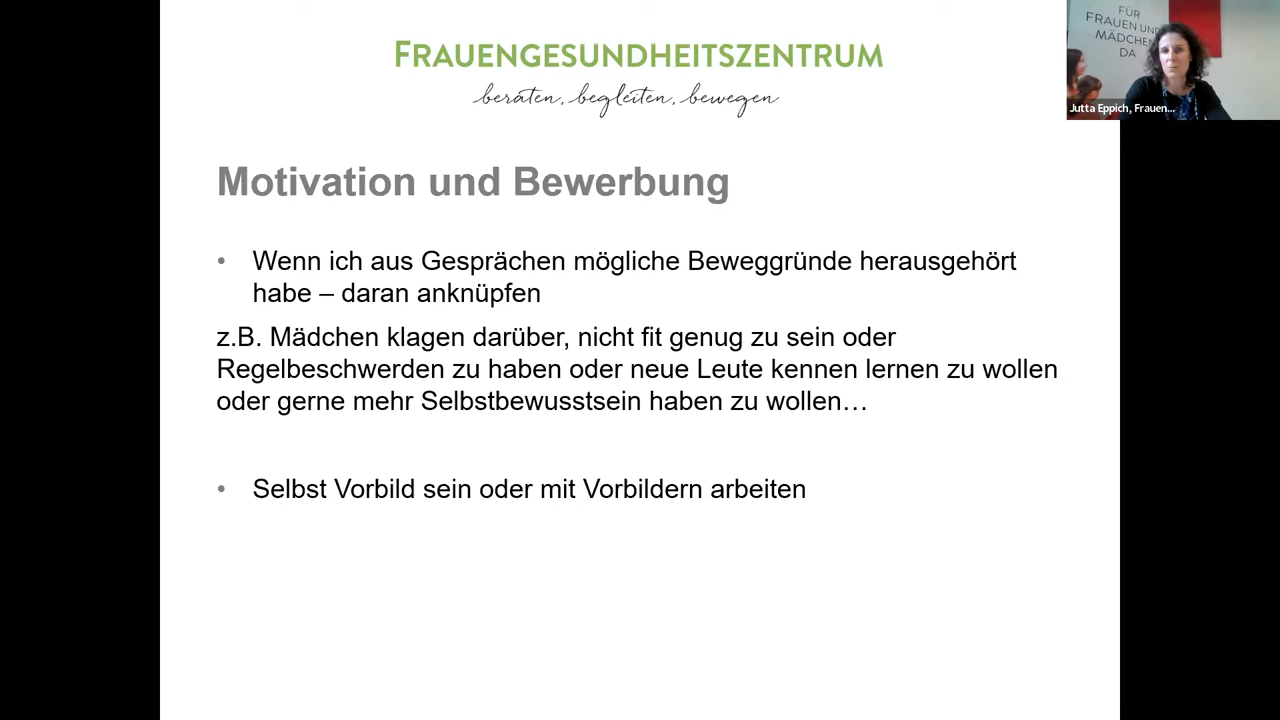 FRAUENGESUNDHEITSZENTRUM
beraten, begleiten, bewegen
FÜR
FRAUEN UND
MÄDCHEN
DA
Jutta Eppich, Frauen...
Motivation und Bewerbung
• Wenn ich aus Gesprächen mögliche Beweggründe herausgehört
habe – daran anknüpfen
z.B. Mädchen klagen darüber, nicht fit genug zu sein oder
Regelbeschwerden zu haben oder neue Leute kennen lernen zu wollen
oder gerne mehr Selbstbewusstsein haben zu wollen…
• Selbst Vorbild sein oder mit Vorbildern arbeiten